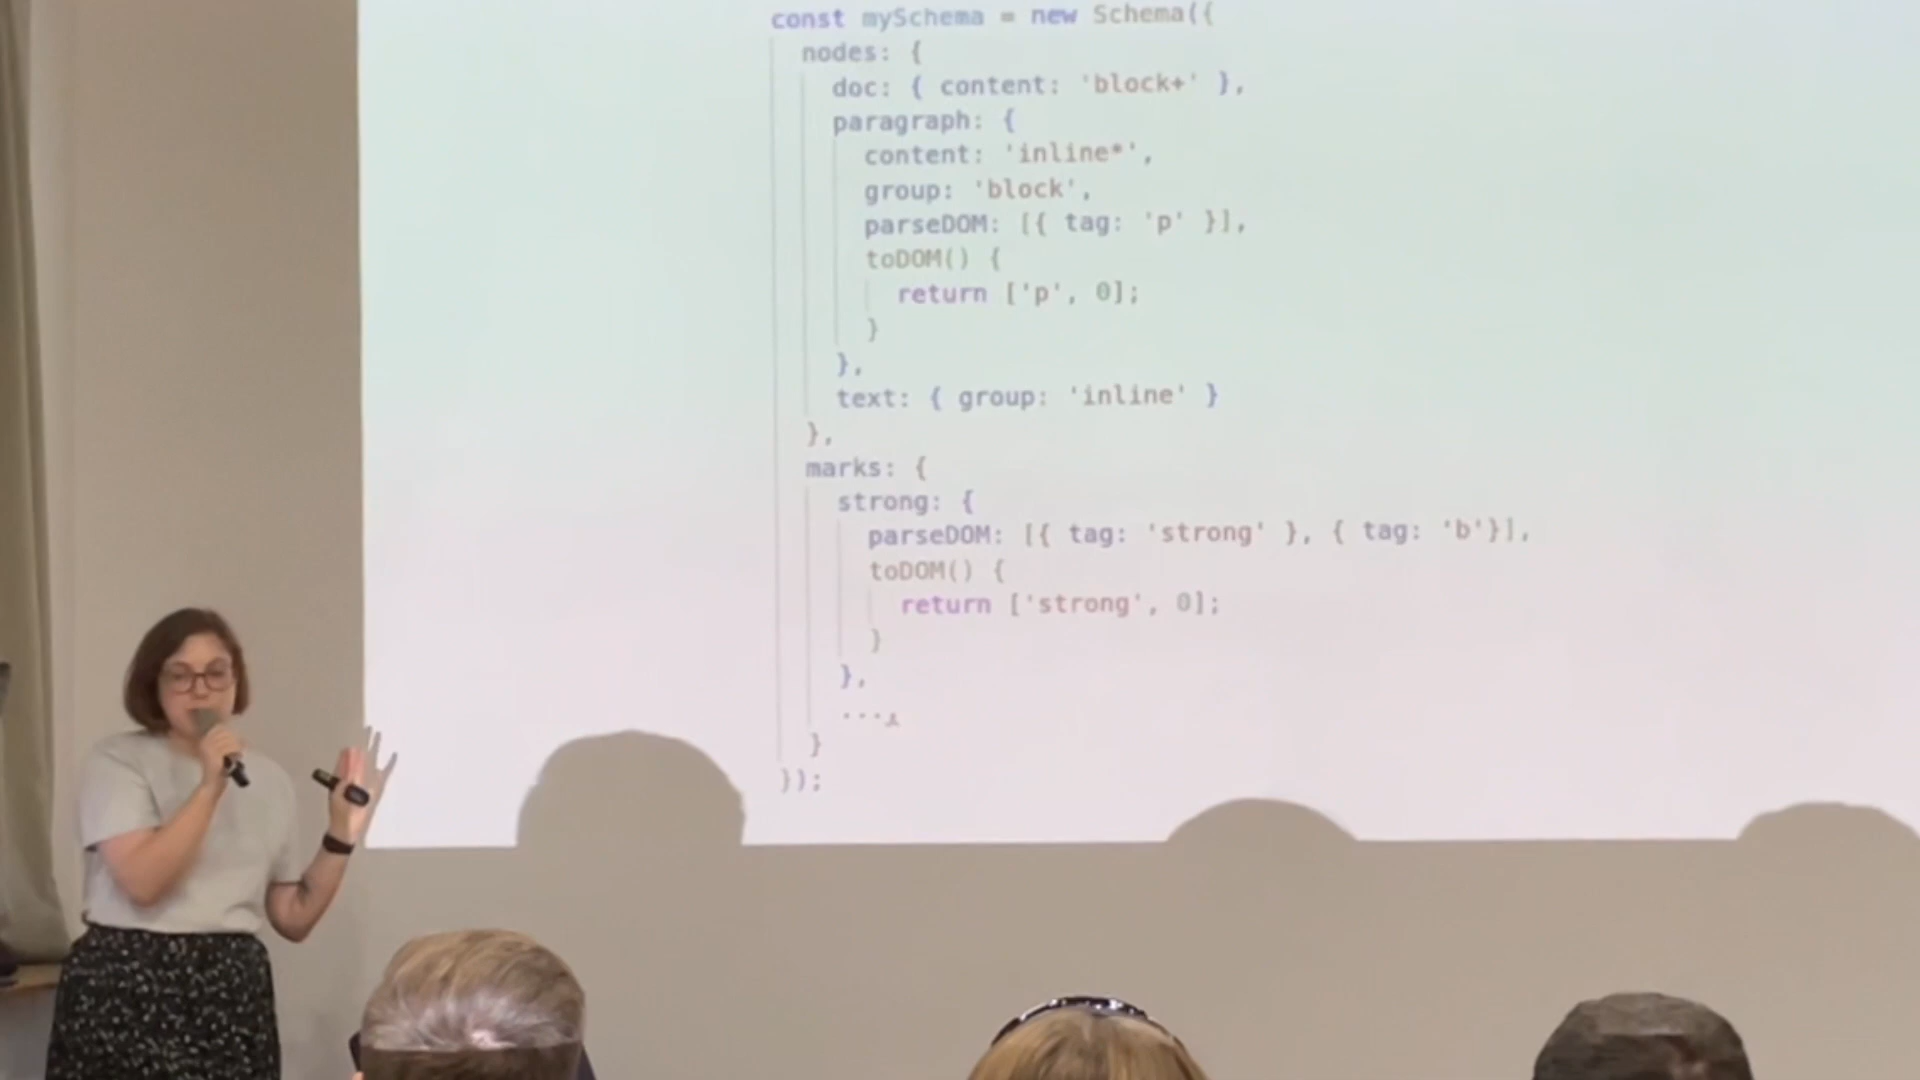 const mySchema = new Schema({
nodes: {
doc: { content: 'block+' },
paragraph: {
content: 'inline*',
group: 'block',
parseDOM: [{ tag: 'p' }],
toDOM() {
return ['p', 0];
}
},
text: { group: 'inline' }
},
marks: {
strong: {
parseDOM: [{ tag: 'strong' }, { tag: 'b'}],
toDOM() {
return ['strong', 0];
}
},
...
}
});